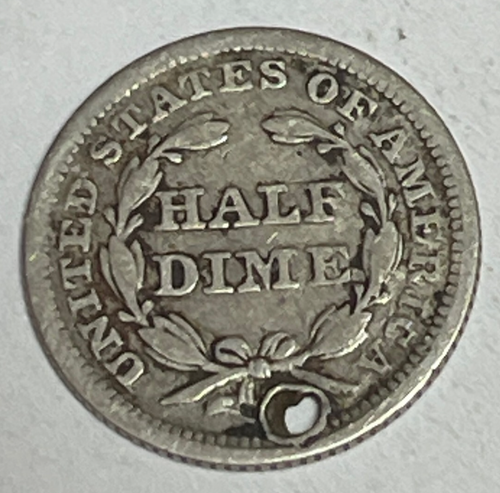 UNITED STATES OF AMERICA
HALF
DIME